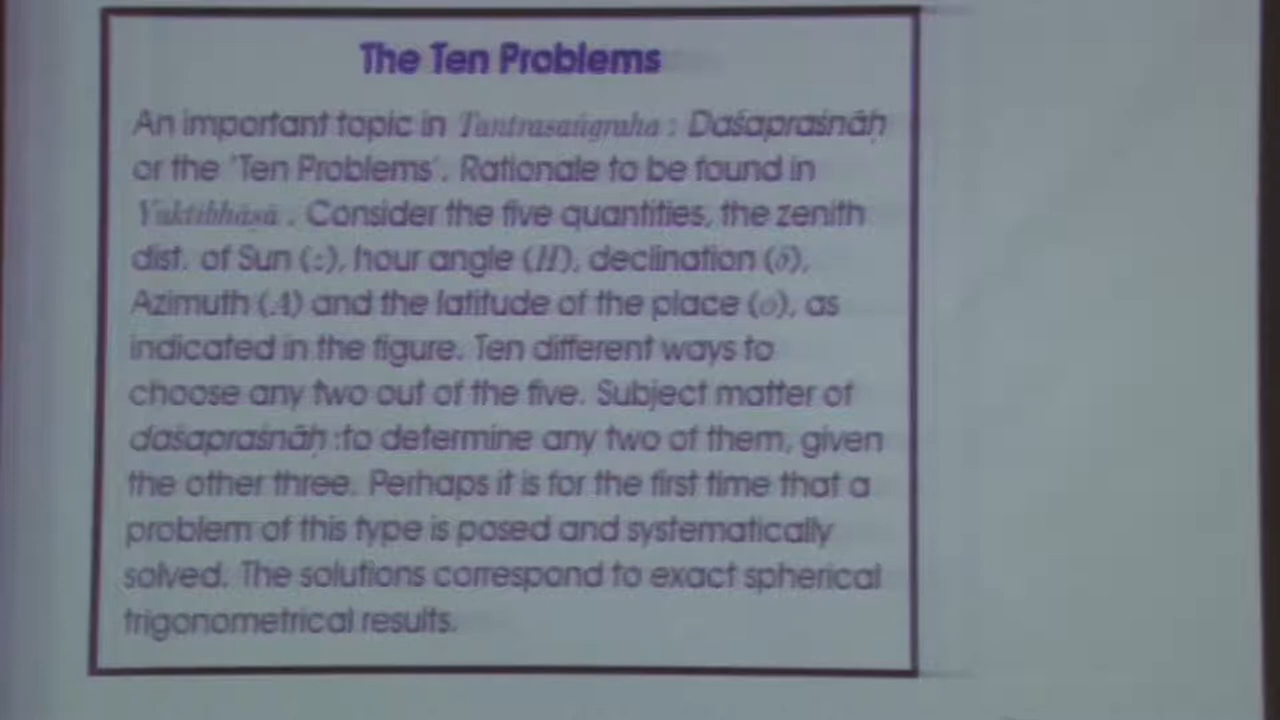 The Ten Problems
An important topic in Tantrasaṅgraha : Daśapraśnāḥ
or the 'Ten Problems'. Rationale to be found in
Yuktibhāṣā . Consider the five quantities, the zenith
dist. of Sun (z), hour angle (H), declination (δ),
Azimuth (A) and the latitude of the place (φ), as
indicated in the figure. Ten different ways to
choose any two out of the five. Subject matter of
daśapraśnāḥ :to determine any two of them, given
the other three. Perhaps it is for the first time that a
problem of this type is posed and systematically
solved. The solutions correspond to exact spherical
trigonometrical results.